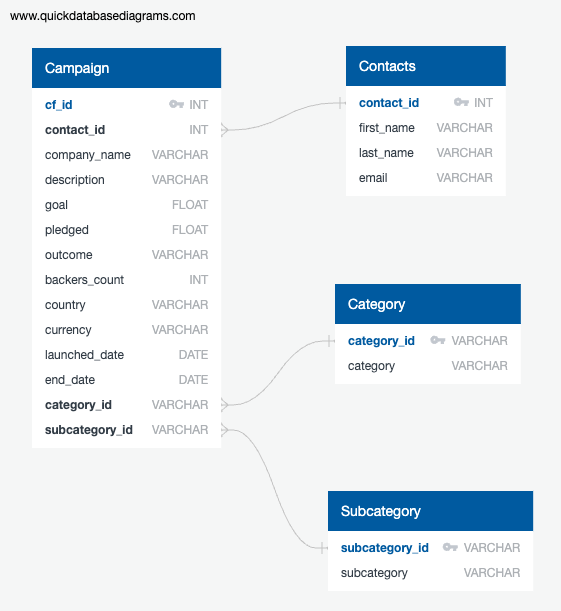 www.quickdatabasediagrams.com
Campaign
cf_id INT
contact_id INT
company_name VARCHAR
description VARCHAR
goal FLOAT
pledged FLOAT
outcome VARCHAR
backers_count INT
country VARCHAR
currency VARCHAR
launched_date DATE
end_date DATE
category_id VARCHAR
subcategory_id VARCHAR
Contacts
contact_id INT
first_name VARCHAR
last_name VARCHAR
email VARCHAR
Category
category_id VARCHAR
category VARCHAR
Subcategory
subcategory_id VARCHAR
subcategory VARCHAR